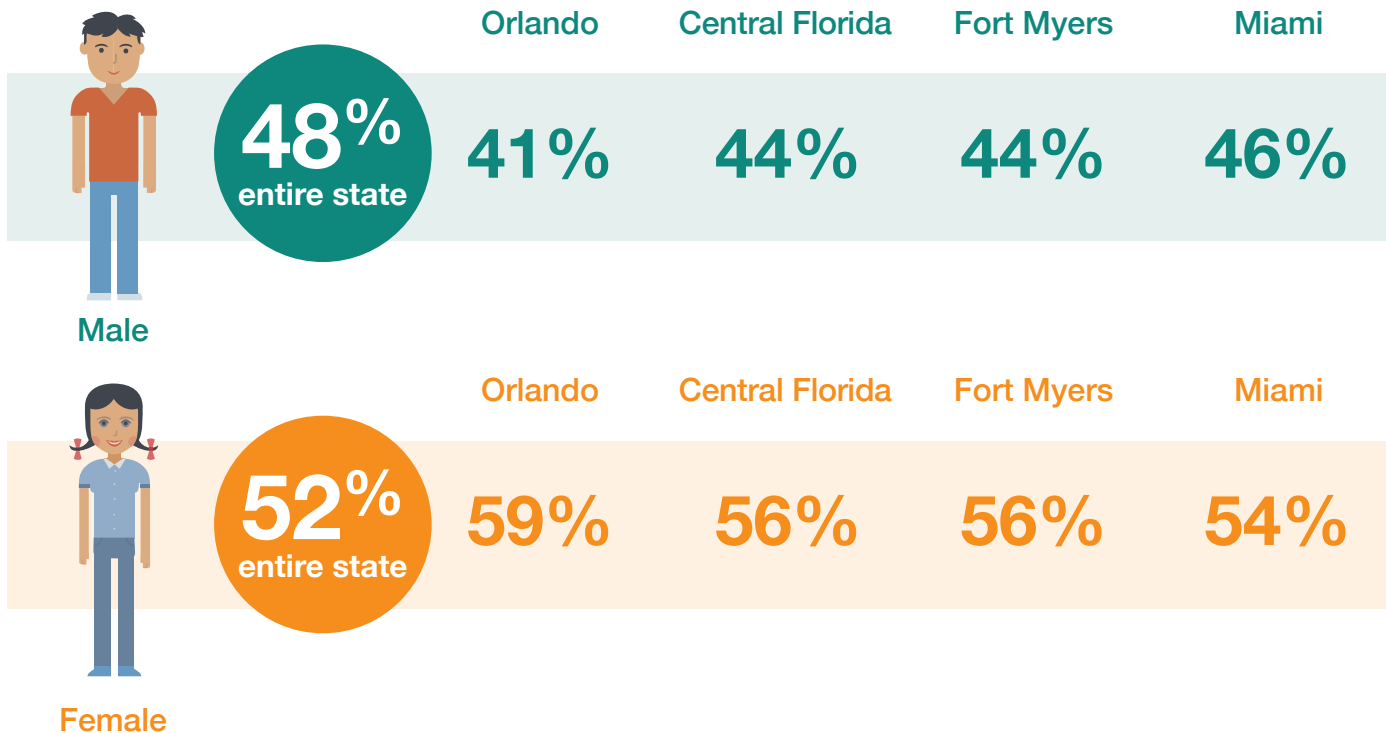 Orlando Central Florida Fort Myers Miami
48%
entire state
41% 44% 44% 46%
Male
Orlando Central Florida Fort Myers Miami
52%
entire state
59% 56% 56% 54%
Female